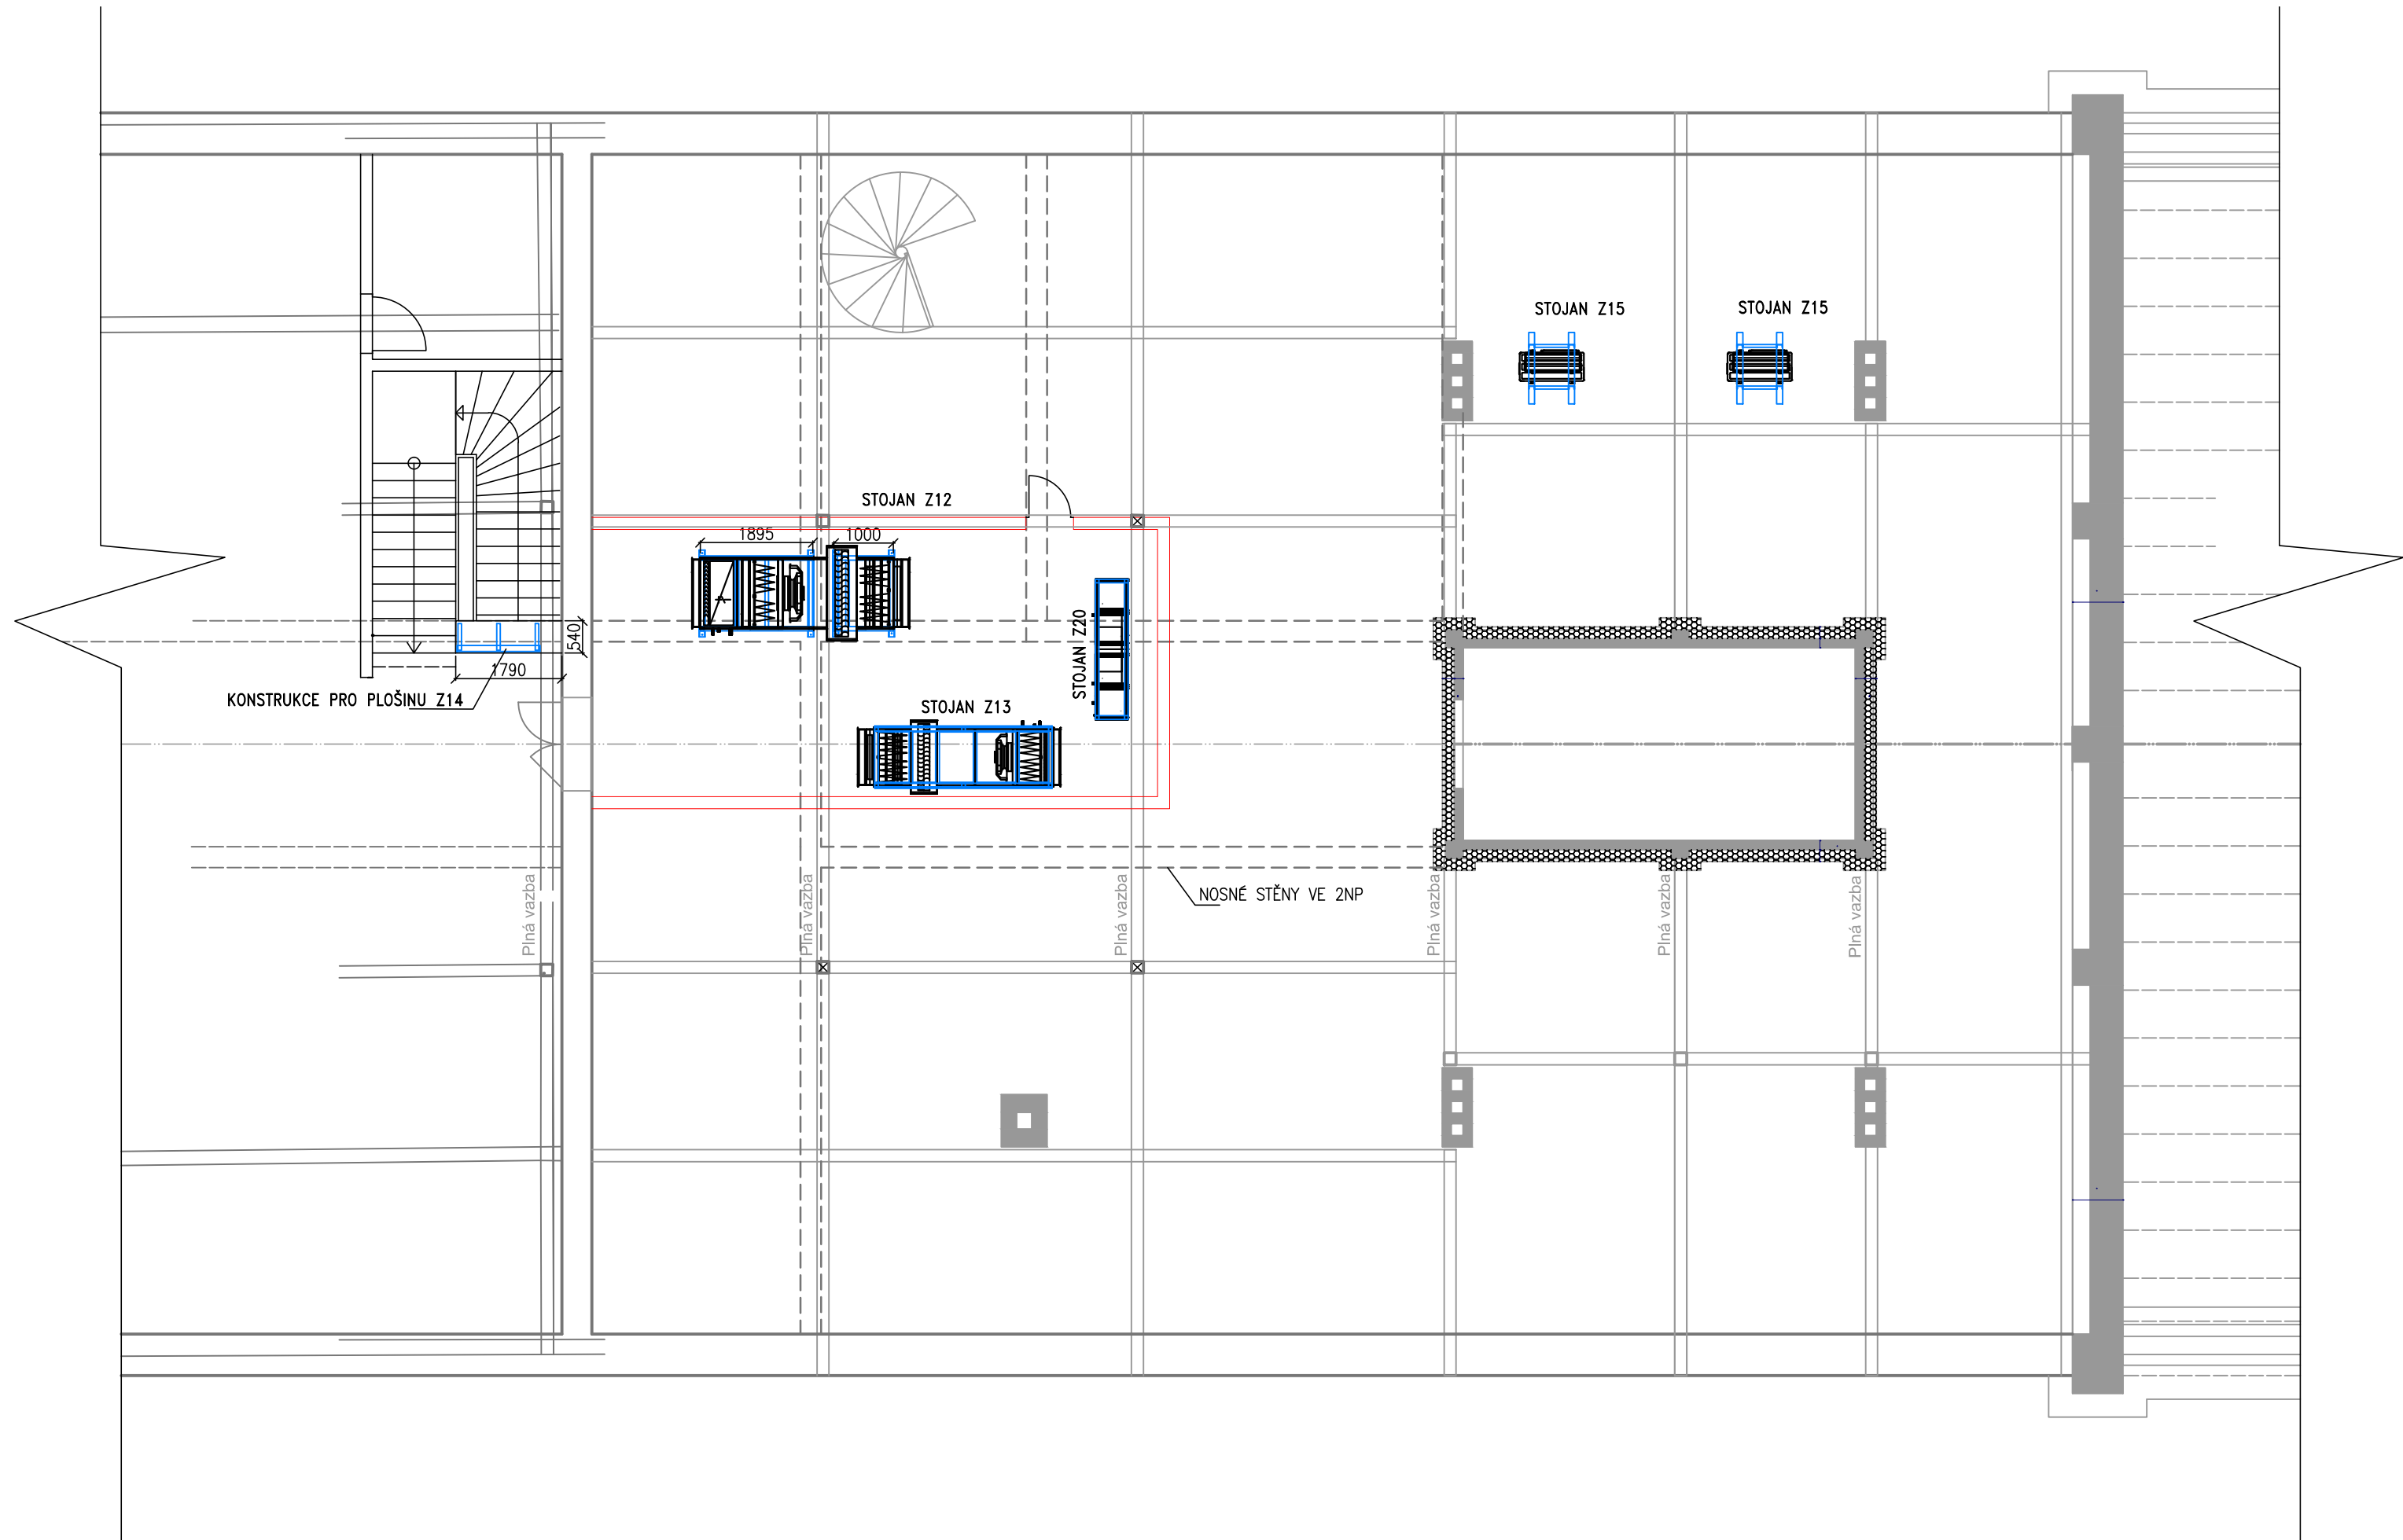 STOJAN Z15
STOJAN Z15
STOJAN Z12
1895
1000
540
1790
STOJAN Z20
KONSTRUKCE PRO PLOŠINU Z14
STOJAN Z13
NOSNÉ STĚNY VE 2NP
Plná vazba
Plná vazba
Plná vazba
Plná vazba
Plná vazba
Plná vazba